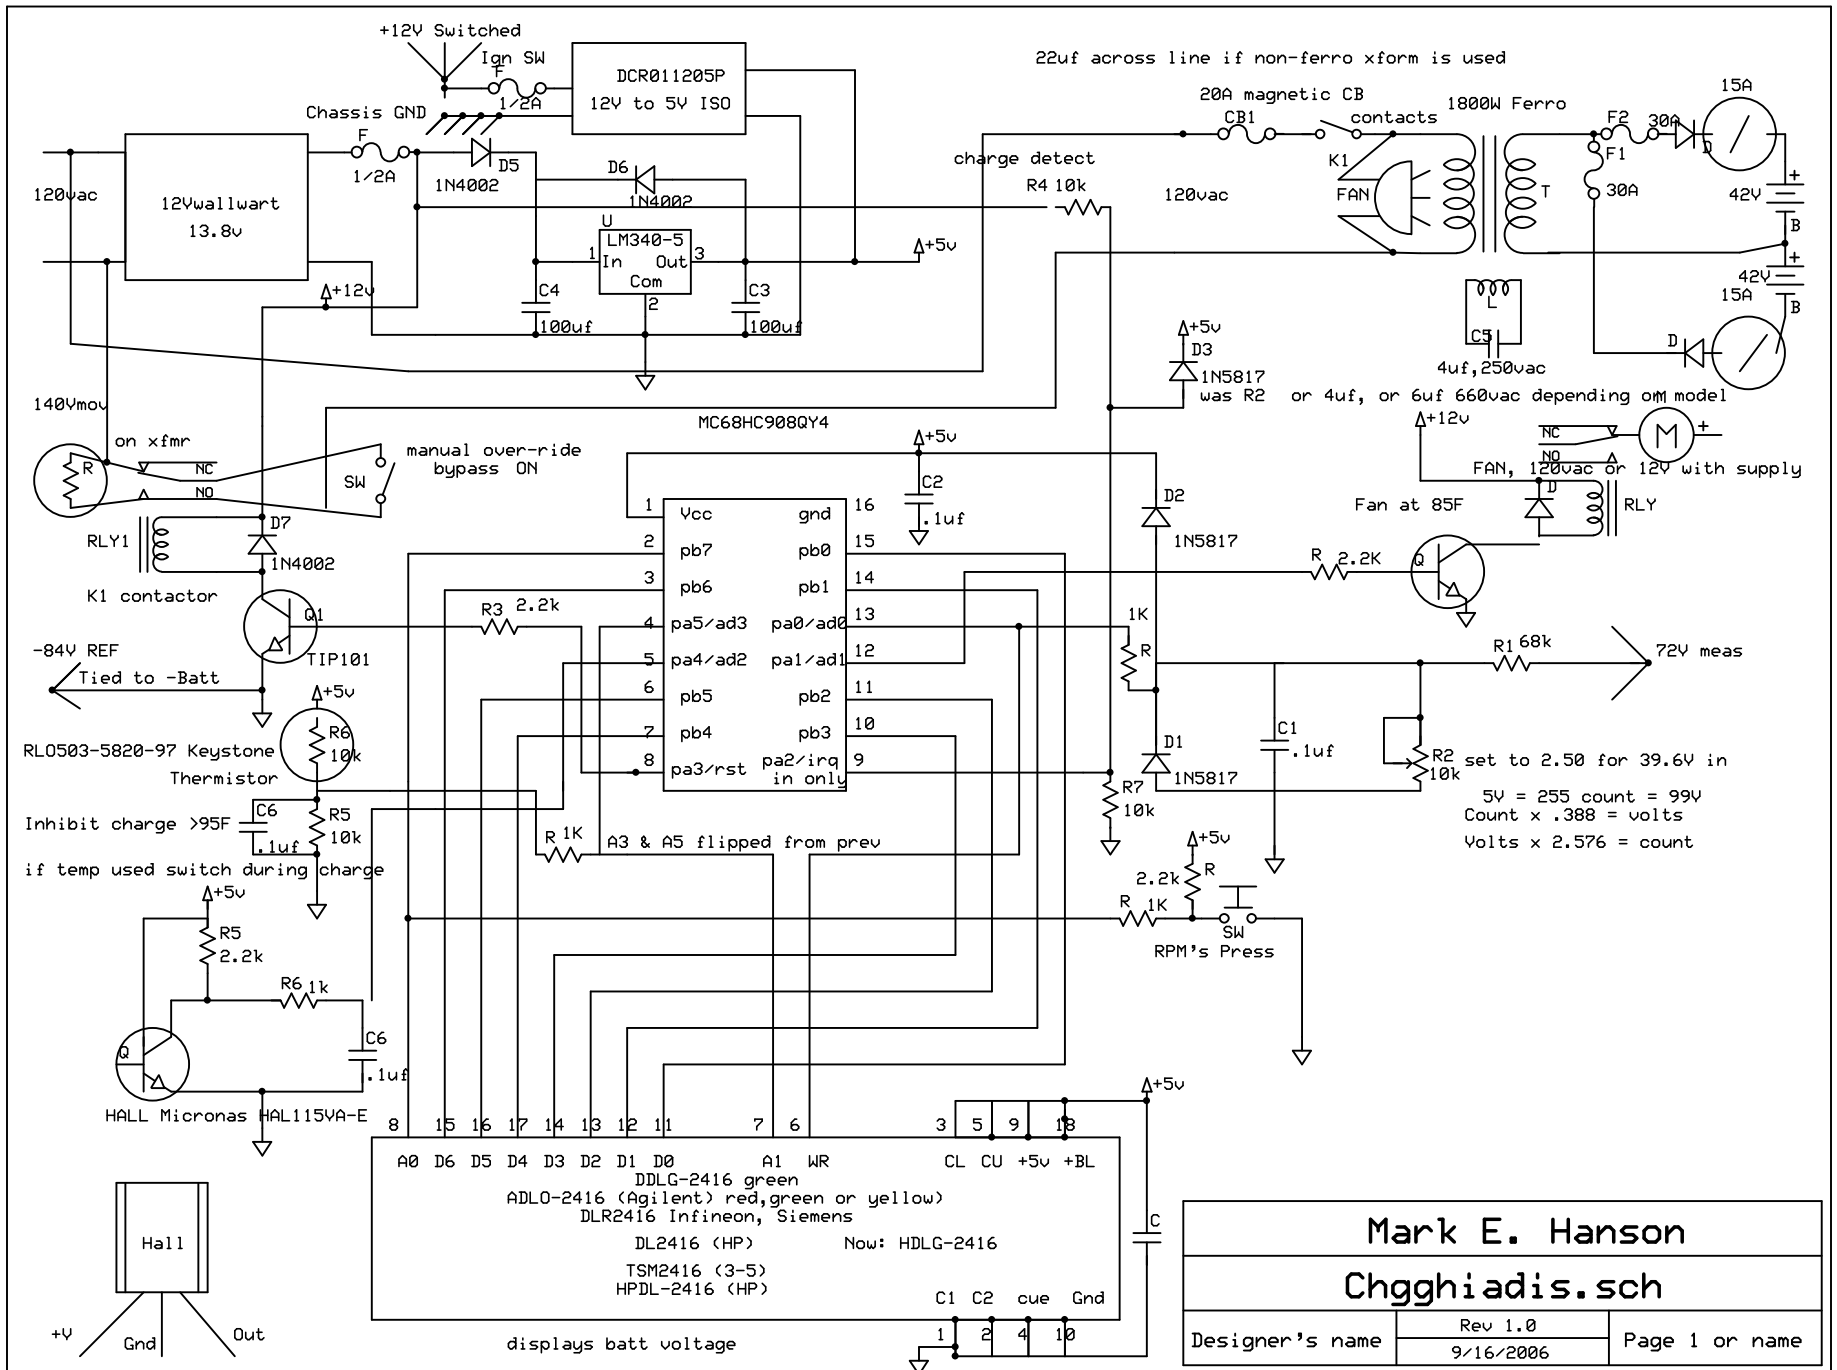 +12V Switched
Ign SW
F
1/2A
DCR011205P
12V to 5V ISO
Chassis GND
F
1/2A
120vac
12Vwallwart
13.8v
1N4002
D5
D6
1N4002
U
LM340-5
1
In
Out
3
Com
2
+5v
C4
100uf
C3
100uf
+12v
charge detect
R4 10k
22uf across line if non-ferro xform is used
20A magnetic CB
CB1
contacts
1800W Ferro
K1
FAN
120vac
T
F2
30A
D
15A
F1
30A
+
42V
B
+
42V
15A
B
D
L
C5
4uf,250vac
or 4uf, or 6uf 660vac depending on model
+5v
D3
1N5817
was R2
140Vmov
on xfmr
R
NC
NO
SW
manual over-ride
bypass ON
RLY1
D7
1N4002
K1 contactor
Q1
TIP101
-84V REF
Tied to -Batt
R3
2.2k
MC68HC908QY4
+5v
C2
.1uf
1
Vcc
gnd
16
2
pb7
pb0
15
3
pb6
pb1
14
4
pa5/ad3
pa0/ad0
13
5
pa4/ad2
pa1/ad1
12
6
pb5
pb2
11
7
pb4
pb3
10
8
pa3/rst
pa2/irq
in only
9
D2
1N5817
1K
R
D1
1N5817
R7
10k
C1
.1uf
R
2.2K
Q
+12v
M
NC
NO
M
+
FAN, 120vac or 12V with supply
D
RLY
Fan at 85F
R1
68k
72V meas
R2
10k
set to 2.50 for 39.6V in
5V = 255 count = 99V
Count x .388 = volts
Volts x 2.576 = count
+5v
R6
10k
RLO503-5820-97 Keystone
Thermistor
C6
.1uf
R5
10k
Inhibit charge >95F
if temp used switch during charge
R
1K
A3 & A5 flipped from prev
+5v
R5
2.2k
R6
1k
C6
.1uf
Q
HALL Micronas HAL115VA-E
+5v
2.2k
R
R
1K
SW
RPM's Press
+5v
8
15
16
17
14
13
12
11
7
6
3
5
9
18
A0
D6
D5
D4
D3
D2
D1
D0
A1
WR
CL
CU
+5v
+BL
DDLG-2416 green
ADLO-2416 (Agilent) red,green or yellow)
DLR2416 Infineon, Siemens
DL2416 (HP)
Now: HDLG-2416
TSM2416 (3-5)
HPDL-2416 (HP)
C1
C2
cue
Gnd
1
2
4
10
C
displays batt voltage
Hall
+V
Gnd
Out
Mark E. Hanson
Chgghiadis.sch
Designer's name
Rev 1.0
9/16/2006
Page 1 or name